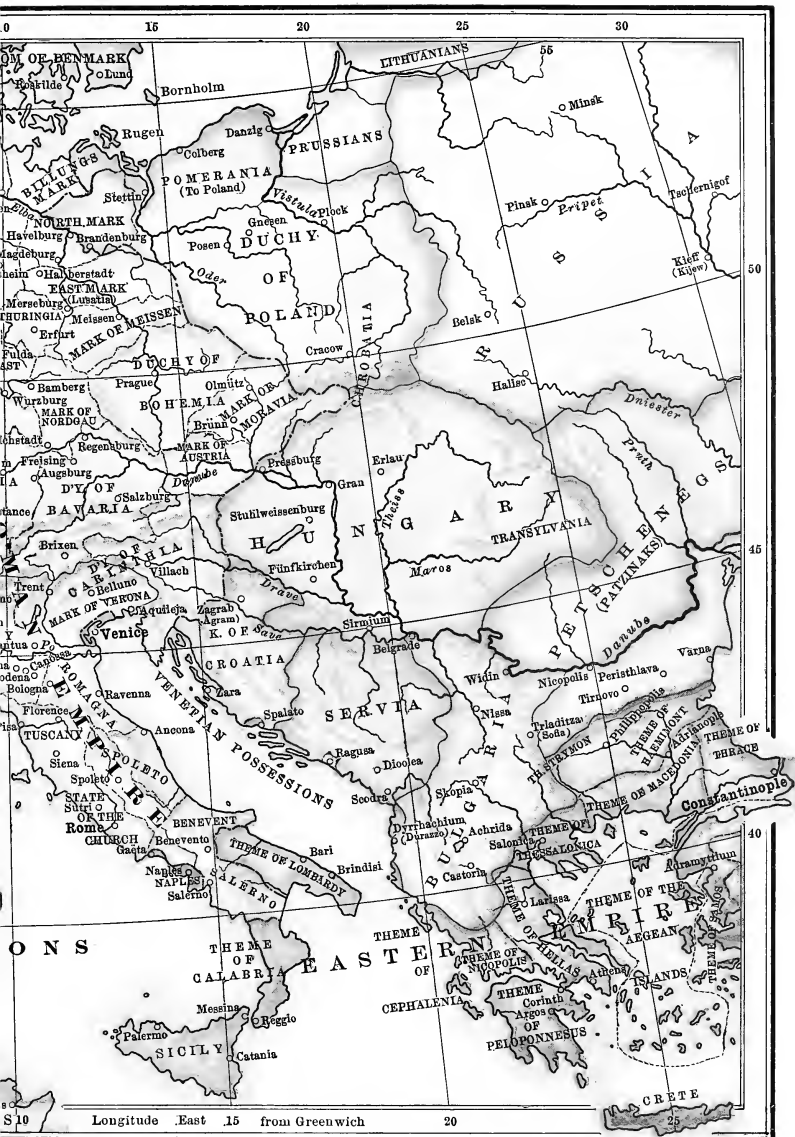 15
20
25
30
55
LITHUANIANS
OM OF DENMARK
Lund
Roskilde
Bornholm
Minsk
Rugen
Danzig
PRUSSIANS
Colberg
BILLUNGS
MARK
POMERANIA
(To Poland)
Stettin
Tschernigof
Pinsk
Pripet
RUSSIA
Elbe
Vistula
Plock
NORTH MARK
Gnesen
Havelburg
Brandenburg
Posen
DUCHY
OF
POLAND
Magdeburg
Kieff
(Kijew)
50
heim
Halberstadt
Oder
EAST MARK
(Lusatia)
Merseburg
THURINGIA
Meissen
MARK OF MEISSEN
Erfurt
Belsk
Fulda
AST
Cracow
CHROBATIA
DUCHY OF
BOHEMIA
Prague
Olmütz
MARK OF
MORAVIA
Halisc
Bamberg
Würzburg
MARK OF
NORDGAU
Brünn
Dniester
Regensburg
MARK OF
AUSTRIA
Pruth
Freising
Augsburg
Danube
Pressburg
Erlau
Gran
D'Y OF
BAVARIA
Salzburg
Theiss
Stuhlweissenburg
HUNGARY
TRANSYLVANIA
PETSCHENEGS
(PATZINAKS)
45
Brixen
D'Y OF
CARINTHIA
Villach
Fünfkirchen
Maros
Trent
Belluno
MARK OF VERONA
Drave
Aquileja
Zagrab
(Agram)
K. OF
CROATIA
Save
Sirmium
Belgrade
Danube
Venice
Po
Canossa
Bologna
ROMAGNA
Ravenna
Zara
VENETIAN POSSESSIONS
Widin
Nicopolis
Peristhlava
Varna
Tirnovo
Florence
TUSCANY
Ancona
Spalato
SERVIA
Nissa
Triaditza
(Sofia)
Philippopolis
THEME OF
HAEMIMONT
Adrianople
THEME OF
THRACE
Siena
SPOLETO
Spoleto
Ragusa
Dioclea
TH. STRYMON
THEME OF MACEDONIA
STATE
OF THE
CHURCH
Sutri
Rome
Scodra
Skopia
Constantinople
BULGARIA
BENEVENT
Gaeta
Benevento
Dyrrhachium
(Durazzo)
Achrida
THEME OF
THESSALONICA
Salonica
40
THEME OF LOMBARDY
Bari
Brindisi
Naples
NAPLES
SALERNO
Salerno
Castoria
Adramyttium
THEME OF HELLAS
Larissa
THEME OF THE
AEGEAN
ISLANDS
THEME OF SAMOS
EASTERN EMPIRE
ONS
THEME
OF
CALABRIA
THEME
OF
CEPHALENIA
THEME OF
NICOPOLIS
Athens
Messina
Reggio
THEME
OF
PELOPONNESUS
Corinth
Argos
Palermo
SICILY
Catania
CRETE
10
Longitude East 15 from Greenwich
20
25